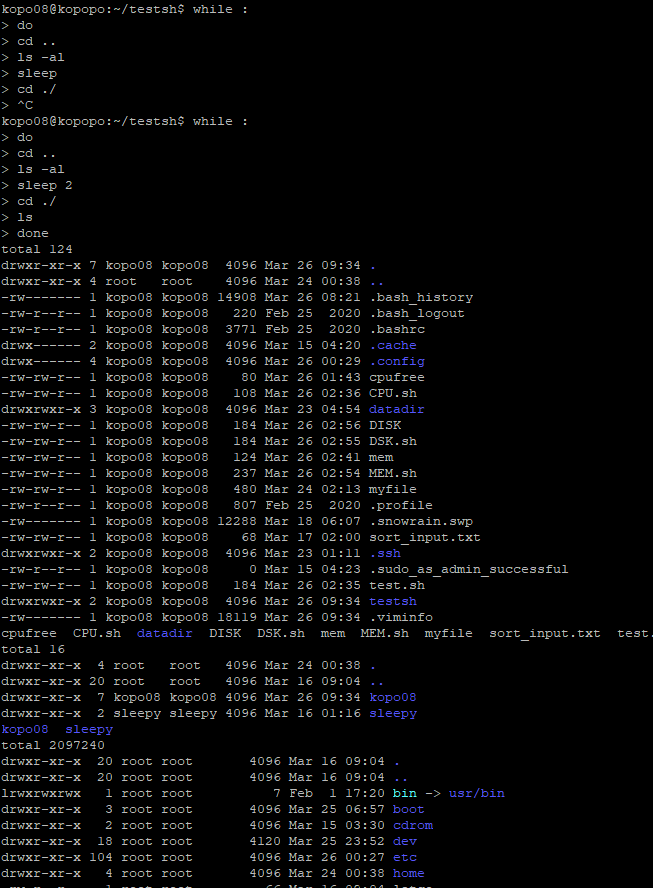 kopo08@kopopo:~/testsh$ while :
> do
> cd ..
> ls -al
> sleep
> cd ./
> ^C
kopo08@kopopo:~/testsh$ while :
> do
> cd ..
> ls -al
> sleep 2
> cd ./
> ls
> done
total 124
drwxr-xr-x 7 kopo08 kopo08  4096 Mar 26 09:34 .
drwxr-xr-x 4 root   root    4096 Mar 24 00:38 ..
-rw------- 1 kopo08 kopo08 14908 Mar 26 08:21 .bash_history
-rw-r--r-- 1 kopo08 kopo08   220 Feb 25  2020 .bash_logout
-rw-r--r-- 1 kopo08 kopo08  3771 Feb 25  2020 .bashrc
drwx------ 2 kopo08 kopo08  4096 Mar 15 04:20 .cache
drwx------ 4 kopo08 kopo08  4096 Mar 26 00:29 .config
-rw-rw-r-- 1 kopo08 kopo08    80 Mar 26 01:43 cpufree
-rw-rw-r-- 1 kopo08 kopo08   108 Mar 26 02:36 CPU.sh
drwxrwxr-x 3 kopo08 kopo08  4096 Mar 23 04:54 datadir
-rw-rw-r-- 1 kopo08 kopo08   184 Mar 26 02:56 DISK
-rw-rw-r-- 1 kopo08 kopo08   184 Mar 26 02:55 DSK.sh
-rw-rw-r-- 1 kopo08 kopo08   124 Mar 26 02:41 mem
-rw-rw-r-- 1 kopo08 kopo08   237 Mar 26 02:54 MEM.sh
-rw-rw-r-- 1 kopo08 kopo08   480 Mar 24 02:13 myfile
-rw-r--r-- 1 kopo08 kopo08   807 Feb 25  2020 .profile
-rw------- 1 kopo08 kopo08 12288 Mar 18 06:07 .snowrain.swp
-rw-rw-r-- 1 kopo08 kopo08    68 Mar 17 02:00 sort_input.txt
drwxrwxr-x 2 kopo08 kopo08  4096 Mar 23 01:11 .ssh
-rw-r--r-- 1 kopo08 kopo08     0 Mar 15 04:23 .sudo_as_admin_successful
-rw-rw-r-- 1 kopo08 kopo08   184 Mar 26 02:35 test.sh
drwxrwxr-x 2 kopo08 kopo08  4096 Mar 26 09:34 testsh
-rw------- 1 kopo08 kopo08 18119 Mar 26 09:34 .viminfo
cpufree  CPU.sh  datadir  DISK  DSK.sh  mem  MEM.sh  myfile  sort_input.txt  test.
total 16
drwxr-xr-x  4 root   root   4096 Mar 24 00:38 .
drwxr-xr-x 20 root   root   4096 Mar 16 09:04 ..
drwxr-xr-x  7 kopo08 kopo08 4096 Mar 26 09:34 kopo08
drwxr-xr-x  2 sleepy sleepy 4096 Mar 16 01:16 sleepy
kopo08  sleepy
total 2097240
drwxr-xr-x  20 root root       4096 Mar 16 09:04 .
drwxr-xr-x  20 root root       4096 Mar 16 09:04 ..
lrwxrwxrwx   1 root root          7 Feb  1 17:20 bin -> usr/bin
drwxr-xr-x   3 root root       4096 Mar 25 06:57 boot
drwxr-xr-x   2 root root       4096 Mar 15 03:30 cdrom
drwxr-xr-x  18 root root       4120 Mar 25 23:52 dev
drwxr-xr-x 104 root root       4096 Mar 26 00:27 etc
drwxr-xr-x   4 root root       4096 Mar 24 00:38 home